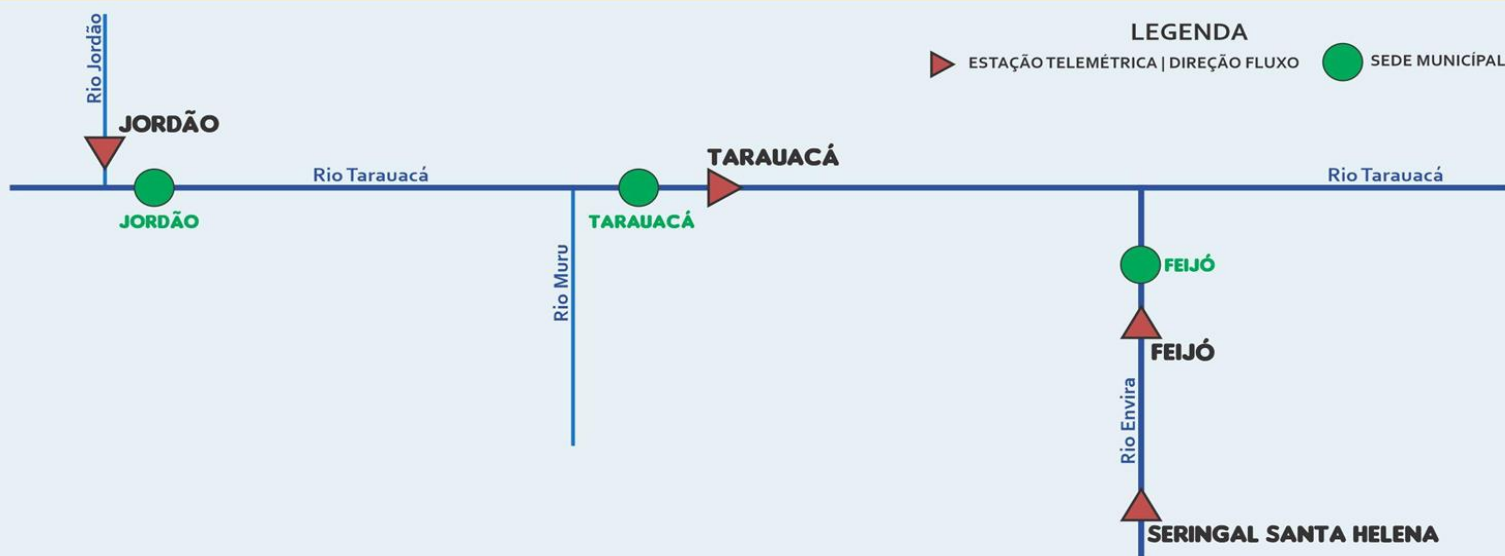 LEGENDA
ESTAÇÃO TELEMÉTRICA | DIREÇÃO FLUXO
SEDE MUNICÍPAL
Rio Jordão
JORDÃO
JORDÃO
Rio Tarauacá
TARAUACÁ
TARAUACÁ
Rio Muru
Rio Tarauacá
FEIJÓ
FEIJÓ
Rio Envira
SERINGAL SANTA HELENA